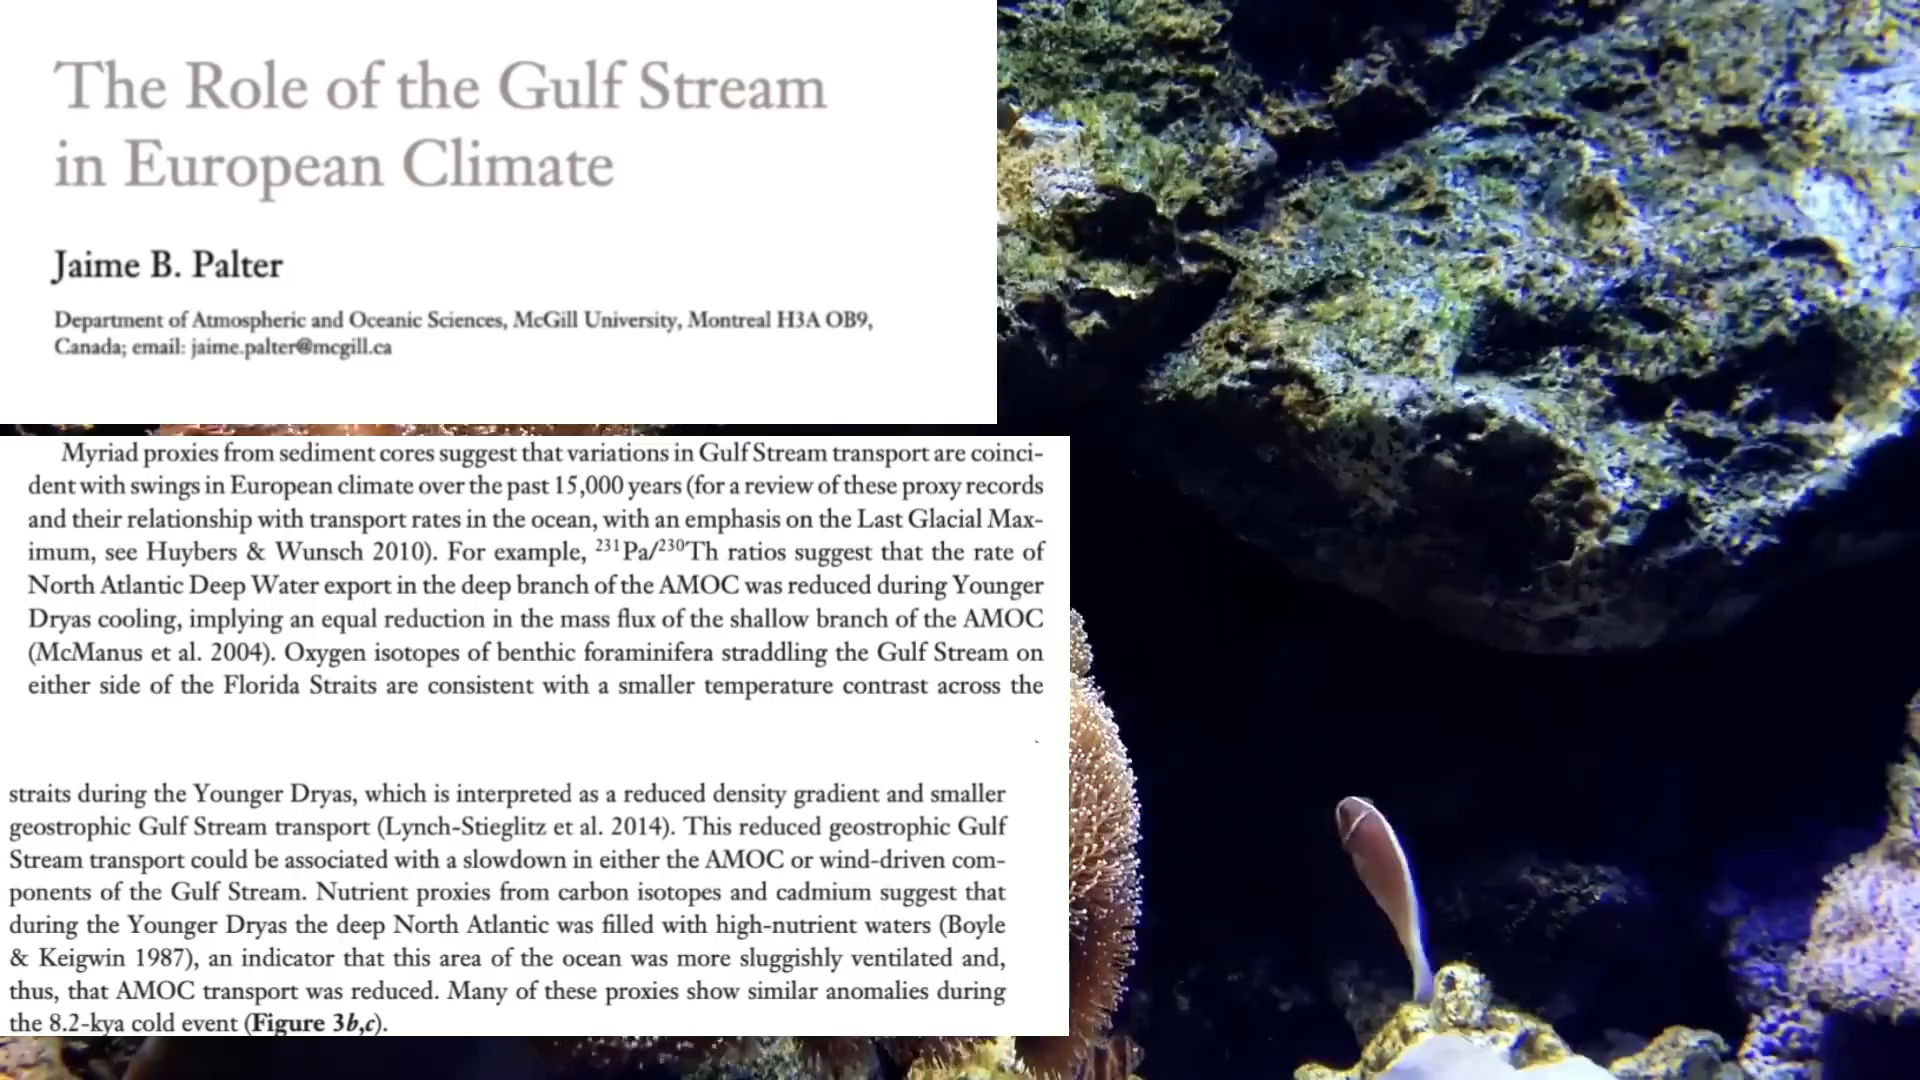 The Role of the Gulf Stream
in European Climate
Jaime B. Palter
Department of Atmospheric and Oceanic Sciences, McGill University, Montreal H3A OB9,
Canada; email: jaime.palter@mcgill.ca
Myriad proxies from sediment cores suggest that variations in Gulf Stream transport are coinci-
dent with swings in European climate over the past 15,000 years (for a review of these proxy records
and their relationship with transport rates in the ocean, with an emphasis on the Last Glacial Max-
imum, see Huybers & Wunsch 2010). For example, ²³¹Pa/²³⁰Th ratios suggest that the rate of
North Atlantic Deep Water export in the deep branch of the AMOC was reduced during Younger
Dryas cooling, implying an equal reduction in the mass flux of the shallow branch of the AMOC
(McManus et al. 2004). Oxygen isotopes of benthic foraminifera straddling the Gulf Stream on
either side of the Florida Straits are consistent with a smaller temperature contrast across the
straits during the Younger Dryas, which is interpreted as a reduced density gradient and smaller
geostrophic Gulf Stream transport (Lynch-Stieglitz et al. 2014). This reduced geostrophic Gulf
Stream transport could be associated with a slowdown in either the AMOC or wind-driven com-
ponents of the Gulf Stream. Nutrient proxies from carbon isotopes and cadmium suggest that
during the Younger Dryas the deep North Atlantic was filled with high-nutrient waters (Boyle
& Keigwin 1987), an indicator that this area of the ocean was more sluggishly ventilated and,
thus, that AMOC transport was reduced. Many of these proxies show similar anomalies during
the 8.2-kya cold event (Figure 3b,c).